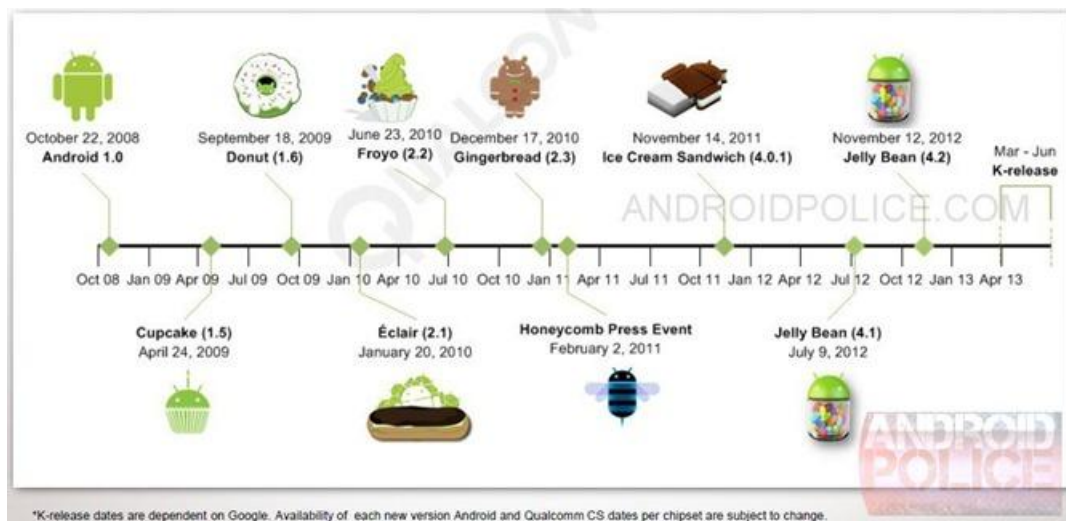 October 22, 2008
Android 1.0
September 18, 2009
Donut (1.6)
June 23, 2010
Froyo (2.2)
December 17, 2010
Gingerbread (2.3)
November 14, 2011
Ice Cream Sandwich (4.0.1)
November 12, 2012
Jelly Bean (4.2)
Mar - Jun
K-release
ANDROIDPOLICE.COM
Oct 08 Jan 09 Apr 09 Jul 09 Oct 09 Jan 10 Apr 10 Jul 10 Oct 10 Jan 11 Apr 11 Jul 11 Oct 11 Jan 12 Apr 12 Jul 12 Oct 12 Jan 13 Apr 13
Cupcake (1.5)
April 24, 2009
Éclair (2.1)
January 20, 2010
Honeycomb Press Event
February 2, 2011
Jelly Bean (4.1)
July 9, 2012
ANDROID
POLICE
*K-release dates are dependent on Google. Availability of each new version Android and Qualcomm CS dates per chipset are subject to change.